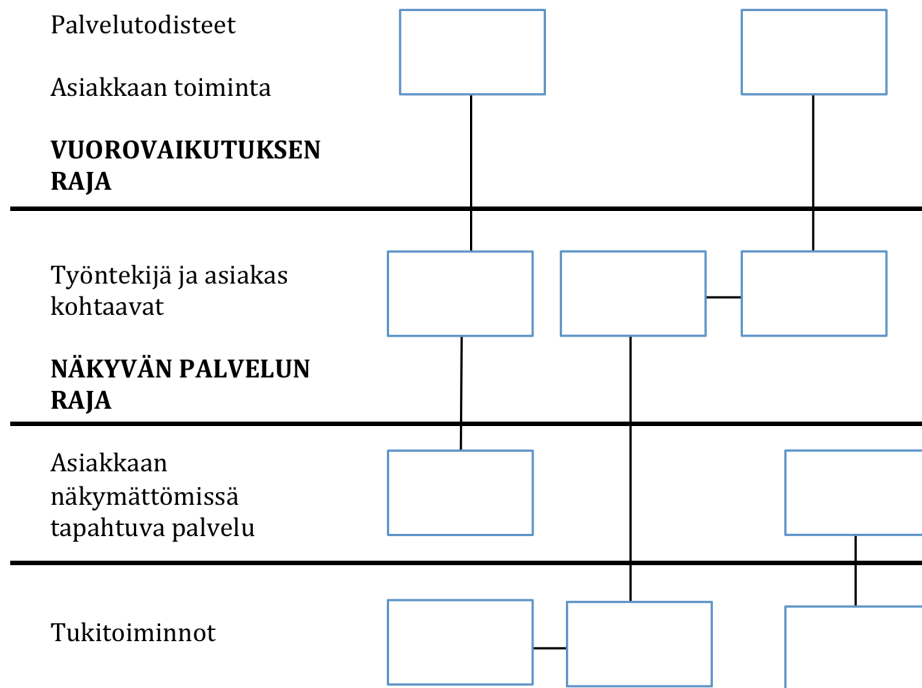 Palvelutodisteet
Asiakkaan toiminta
VUOROVAIKUTUKSEN
RAJA
Työntekijä ja asiakas
kohtaavat
NÄKYVÄN PALVELUN
RAJA
Asiakkaan
näkymättömissä
tapahtuva palvelu
Tukitoiminnot